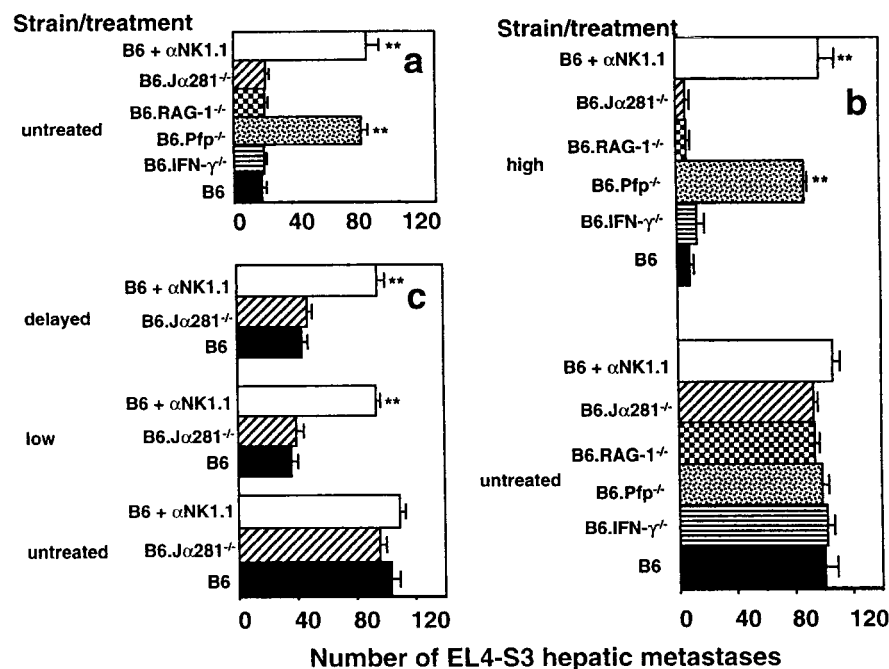 Strain/treatment
a
B6 + αNK1.1 **
B6.Jα281-/-
B6.RAG-1-/-
untreated
B6.Pfp-/- **
B6.IFN-γ-/-
B6
0 40 80 120
c
B6 + αNK1.1 **
delayed
B6.Jα281-/-
B6
B6 + αNK1.1 **
low
B6.Jα281-/-
B6
B6 + αNK1.1
untreated
B6.Jα281-/-
B6
0 40 80 120
Strain/treatment
b
B6 + αNK1.1 **
B6.Jα281-/-
B6.RAG-1-/-
high
B6.Pfp-/- **
B6.IFN-γ-/-
B6
B6 + αNK1.1
B6.Jα281-/-
B6.RAG-1-/-
untreated
B6.Pfp-/-
B6.IFN-γ-/-
B6
0 40 80 120
Number of EL4-S3 hepatic metastases